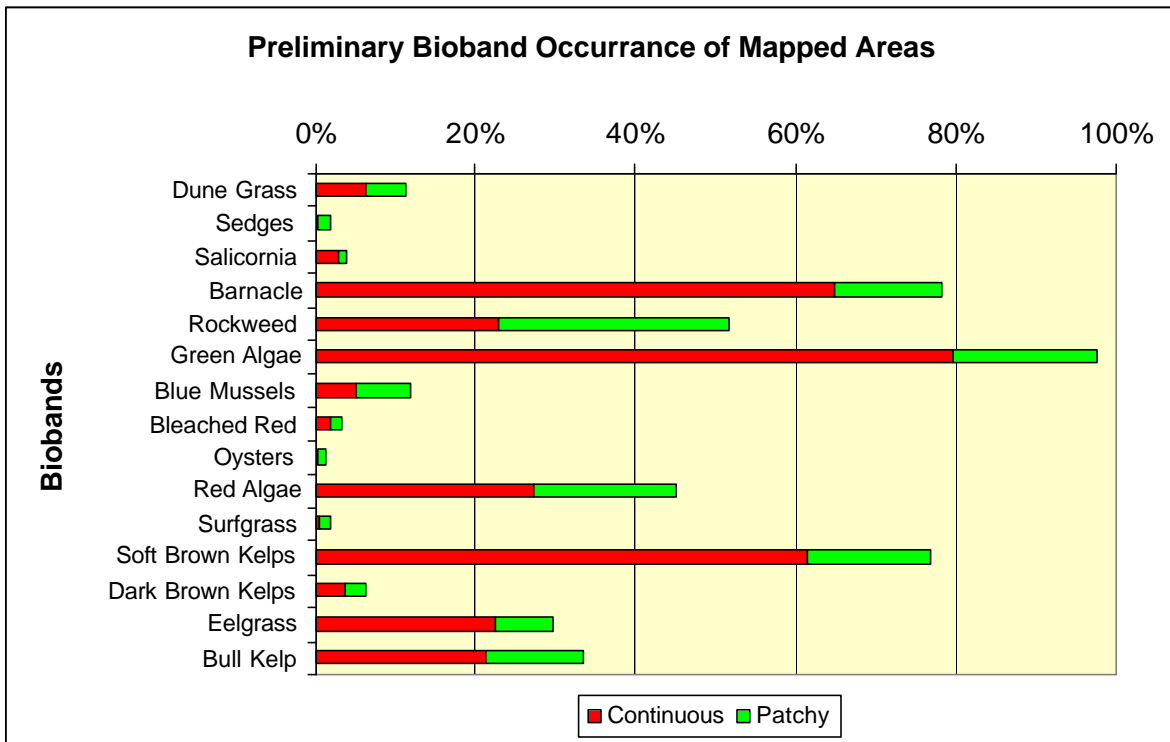 Preliminary Bioband Occurrance of Mapped Areas
0% 20% 40% 60% 80% 100%
Dune Grass
Sedges
Salicornia
Barnacle
Rockweed
Green Algae
Blue Mussels
Bleached Red
Oysters
Red Algae
Surfgrass
Soft Brown Kelps
Dark Brown Kelps
Eelgrass
Bull Kelp
Biobands
Continuous Patchy